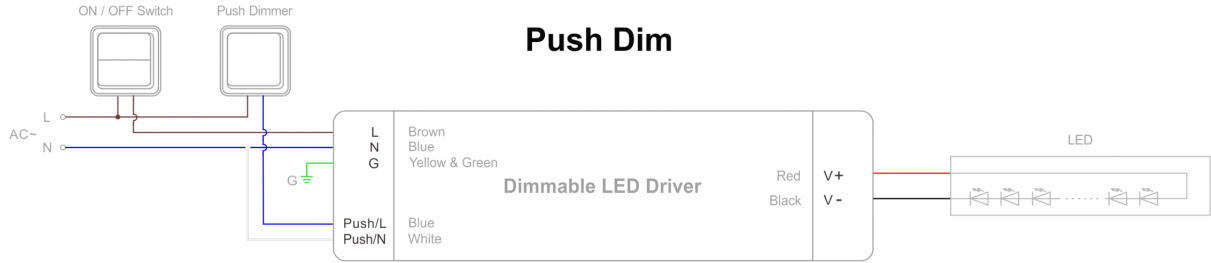 ON / OFF Switch
Push Dimmer
Push Dim
L
AC~
N
L
Brown
N
Blue
G
Yellow & Green
G
Dimmable LED Driver
Red
V+
Black
V-
LED
Push/L
Blue
Push/N
White